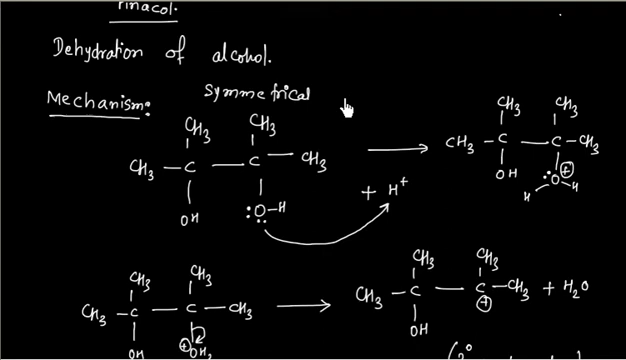 Pinacol.
Dehydration of alcohol.
Mechanism:
Symmetrical
CH3 CH3
CH3 - C - C - CH3
OH :O-H
+ H+
CH3 CH3
CH3 - C - C - CH3
OH :O+
H H
CH3 CH3
CH3 - C - C - CH3
OH +OH2
CH3 CH3
CH3 - C - C - CH3 + H2O
OH +